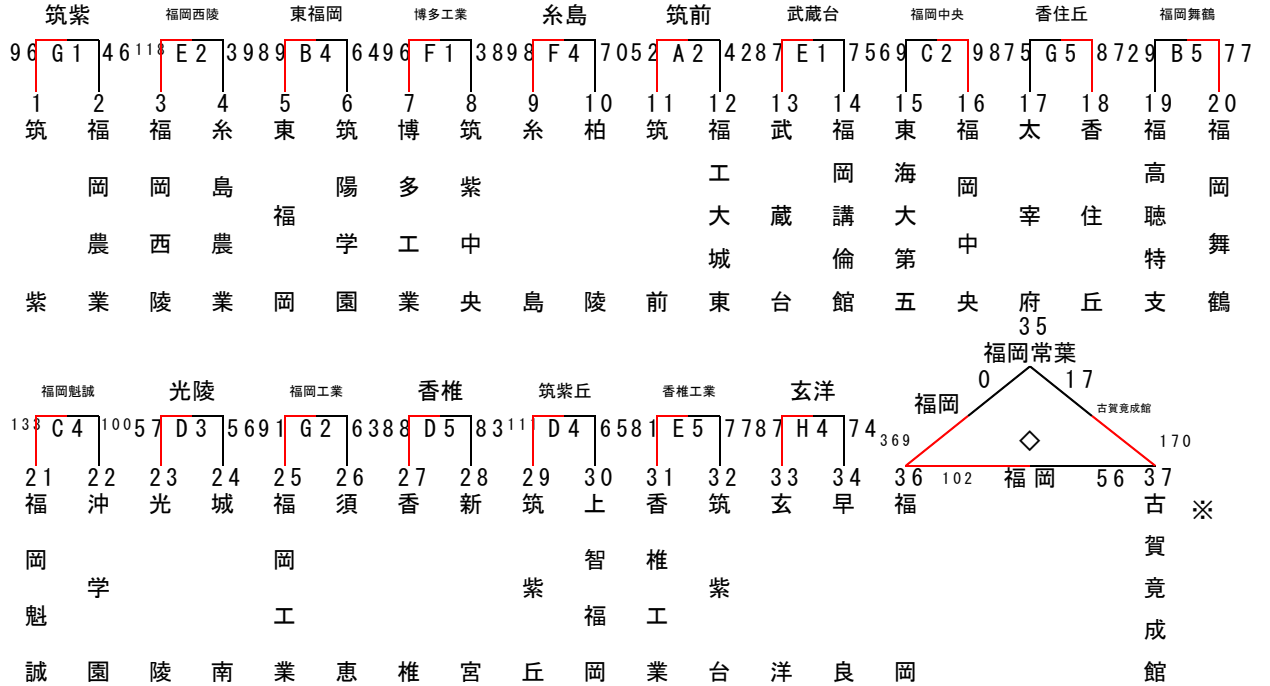 筑紫 福岡西陵 東福岡 博多工業 糸島 筑前 武蔵台 福岡中央 香住丘 福岡舞鶴
96 G1 46 118 E2 39 89 B4 64 96 F1 38 98 F4 70 52 A2 42 87 E1 75 69 C2 98 75 G5 87 29 B5 77
1 2 3 4 5 6 7 8 9 10 11 12 13 14 15 16 17 18 19 20
筑紫 福岡農業 福岡西陵 糸島農業 東福岡 筑陽学園 博多工業 筑紫中央 糸島 柏陵 筑前 福工大城東 武蔵台 福岡講倫館 東海大第五 福岡中央 太宰府 香住丘 福高聴特支 福岡舞鶴
35
福岡常葉
0 17
福岡 古賀竟成館
福岡魁誠 光陵 福岡工業 香椎 筑紫丘 香椎工業 玄洋
133 C4 100 57 D3 56 91 G2 63 88 D5 83 111 D4 65 81 E5 77 87 H4 74 369 ◇ 170
21 22 23 24 25 26 27 28 29 30 31 32 33 34 36 102 福岡 56 37
福岡魁誠 沖学園 光陵 城南 福岡工業 須恵 香椎 新宮 筑紫丘 上智福岡 香椎工業 筑紫台 玄洋 早良 福岡 古賀竟成館 ※